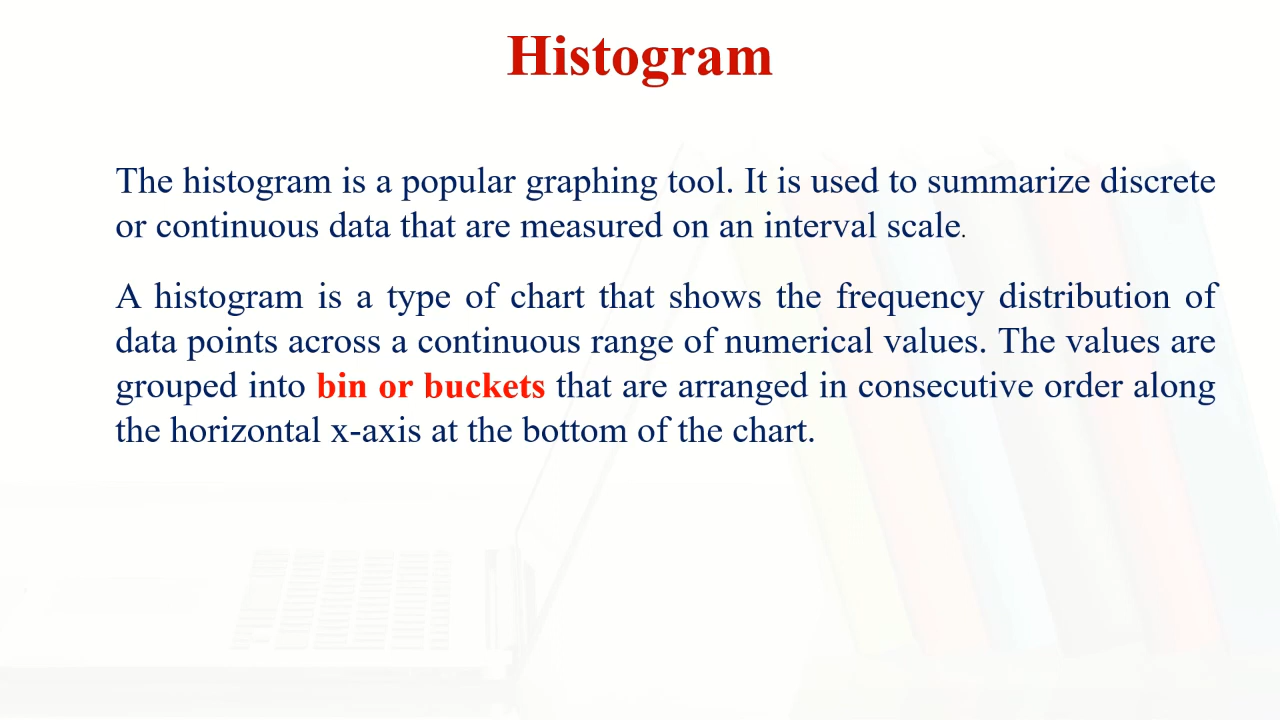 Histogram
The histogram is a popular graphing tool. It is used to summarize discrete
or continuous data that are measured on an interval scale.
A histogram is a type of chart that shows the frequency distribution of
data points across a continuous range of numerical values. The values are
grouped into bin or buckets that are arranged in consecutive order along
the horizontal x-axis at the bottom of the chart.